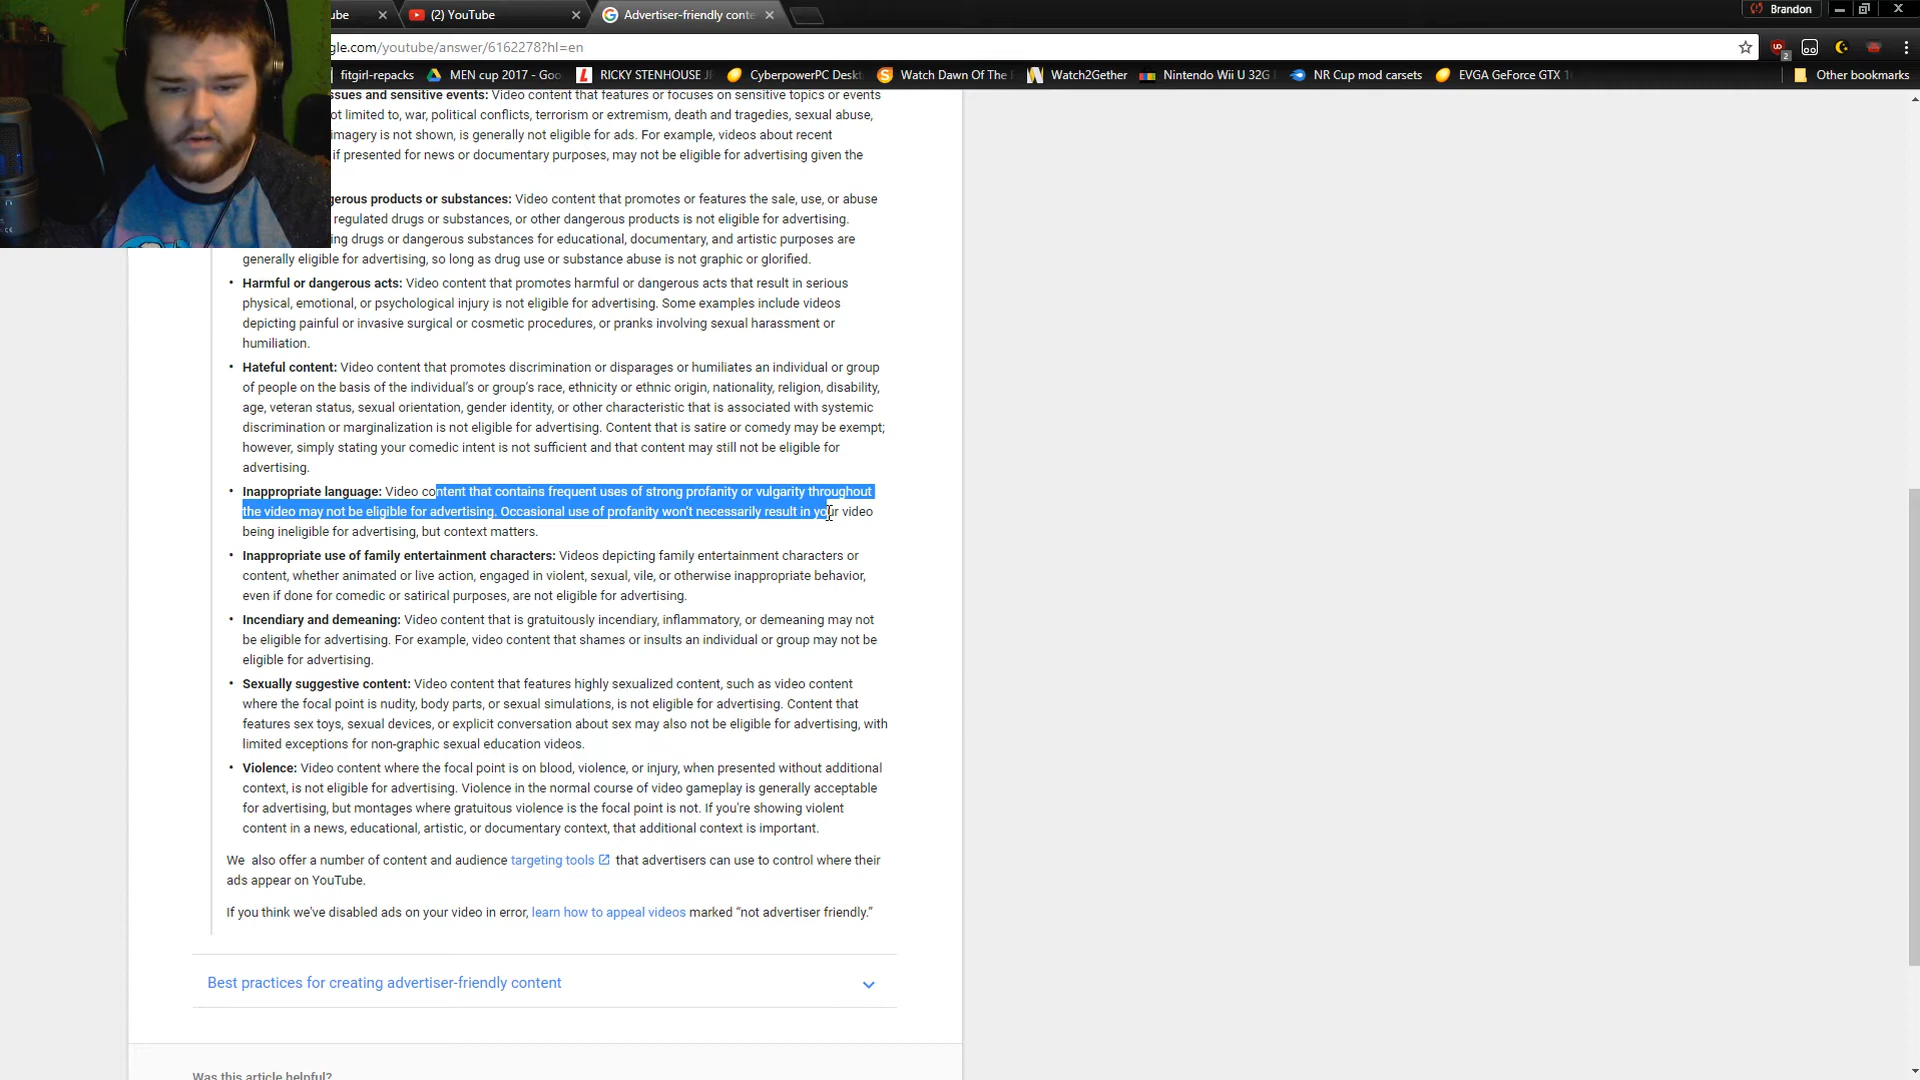 ube
(2) YouTube
Advertiser-friendly conte
Brandon
gle.com/youtube/answer/6162278?hl=en
2
fitgirl-repacks
MEN cup 2017 - Goo
RICKY STENHOUSE JF
CyberpowerPC Deskt
Watch Dawn Of The
Watch2Gether
Nintendo Wii U 32G
NR Cup mod carsets
EVGA GeForce GTX 1
Other bookmarks
ssues and sensitive events: Video content that features or focuses on sensitive topics or events
ot limited to, war, political conflicts, terrorism or extremism, death and tragedies, sexual abuse,
imagery is not shown, is generally not eligible for ads. For example, videos about recent
if presented for news or documentary purposes, may not be eligible for advertising given the
gerous products or substances: Video content that promotes or features the sale, use, or abuse
regulated drugs or substances, or other dangerous products is not eligible for advertising.
ing drugs or dangerous substances for educational, documentary, and artistic purposes are
generally eligible for advertising, so long as drug use or substance abuse is not graphic or glorified.
• Harmful or dangerous acts: Video content that promotes harmful or dangerous acts that result in serious
physical, emotional, or psychological injury is not eligible for advertising. Some examples include videos
depicting painful or invasive surgical or cosmetic procedures, or pranks involving sexual harassment or
humiliation.
• Hateful content: Video content that promotes discrimination or disparages or humiliates an individual or group
of people on the basis of the individual's or group's race, ethnicity or ethnic origin, nationality, religion, disability,
age, veteran status, sexual orientation, gender identity, or other characteristic that is associated with systemic
discrimination or marginalization is not eligible for advertising. Content that is satire or comedy may be exempt;
however, simply stating your comedic intent is not sufficient and that content may still not be eligible for
advertising.
• Inappropriate language: Video content that contains frequent uses of strong profanity or vulgarity throughout
the video may not be eligible for advertising. Occasional use of profanity won't necessarily result in your video
being ineligible for advertising, but context matters.
• Inappropriate use of family entertainment characters: Videos depicting family entertainment characters or
content, whether animated or live action, engaged in violent, sexual, vile, or otherwise inappropriate behavior,
even if done for comedic or satirical purposes, are not eligible for advertising.
• Incendiary and demeaning: Video content that is gratuitously incendiary, inflammatory, or demeaning may not
be eligible for advertising. For example, video content that shames or insults an individual or group may not be
eligible for advertising.
• Sexually suggestive content: Video content that features highly sexualized content, such as video content
where the focal point is nudity, body parts, or sexual simulations, is not eligible for advertising. Content that
features sex toys, sexual devices, or explicit conversation about sex may also not be eligible for advertising, with
limited exceptions for non-graphic sexual education videos.
• Violence: Video content where the focal point is on blood, violence, or injury, when presented without additional
context, is not eligible for advertising. Violence in the normal course of video gameplay is generally acceptable
for advertising, but montages where gratuitous violence is the focal point is not. If you're showing violent
content in a news, educational, artistic, or documentary context, that additional context is important.
We also offer a number of content and audience targeting tools that advertisers can use to control where their
ads appear on YouTube.
If you think we've disabled ads on your video in error, learn how to appeal videos marked “not advertiser friendly.”
Best practices for creating advertiser-friendly content
Was this article helpful?